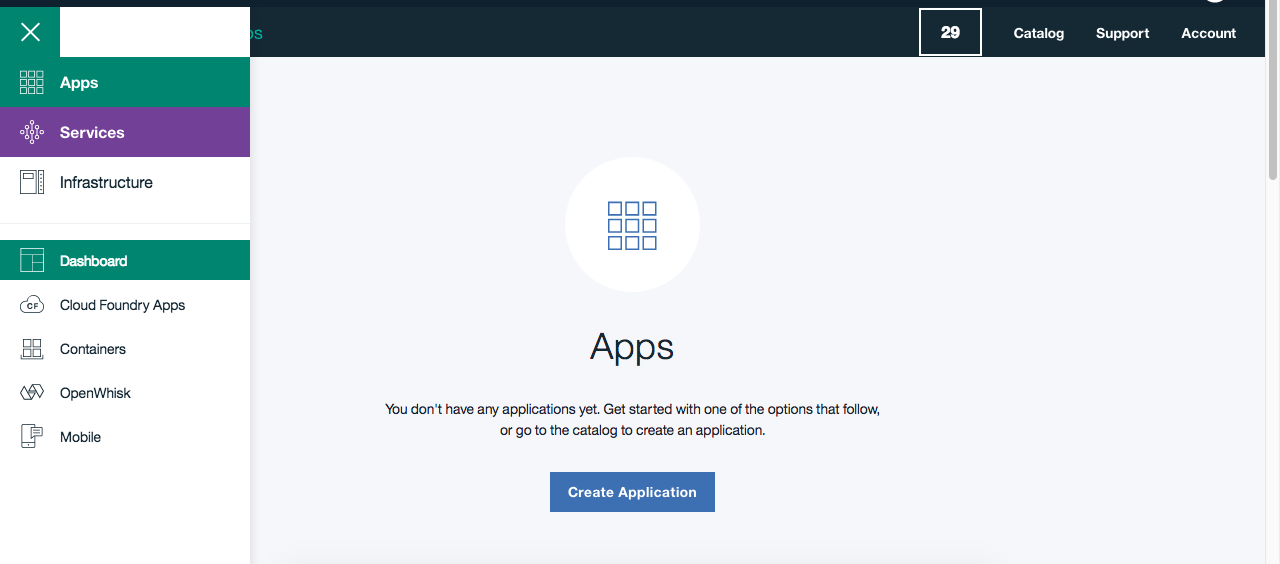 29
Catalog
Support
Account
Apps
Services
Infrastructure
Dashboard
CF
Cloud Foundry Apps
Containers
OpenWhisk
Mobile
Apps
You don't have any applications yet. Get started with one of the options that follow,
or go to the catalog to create an application.
Create Application